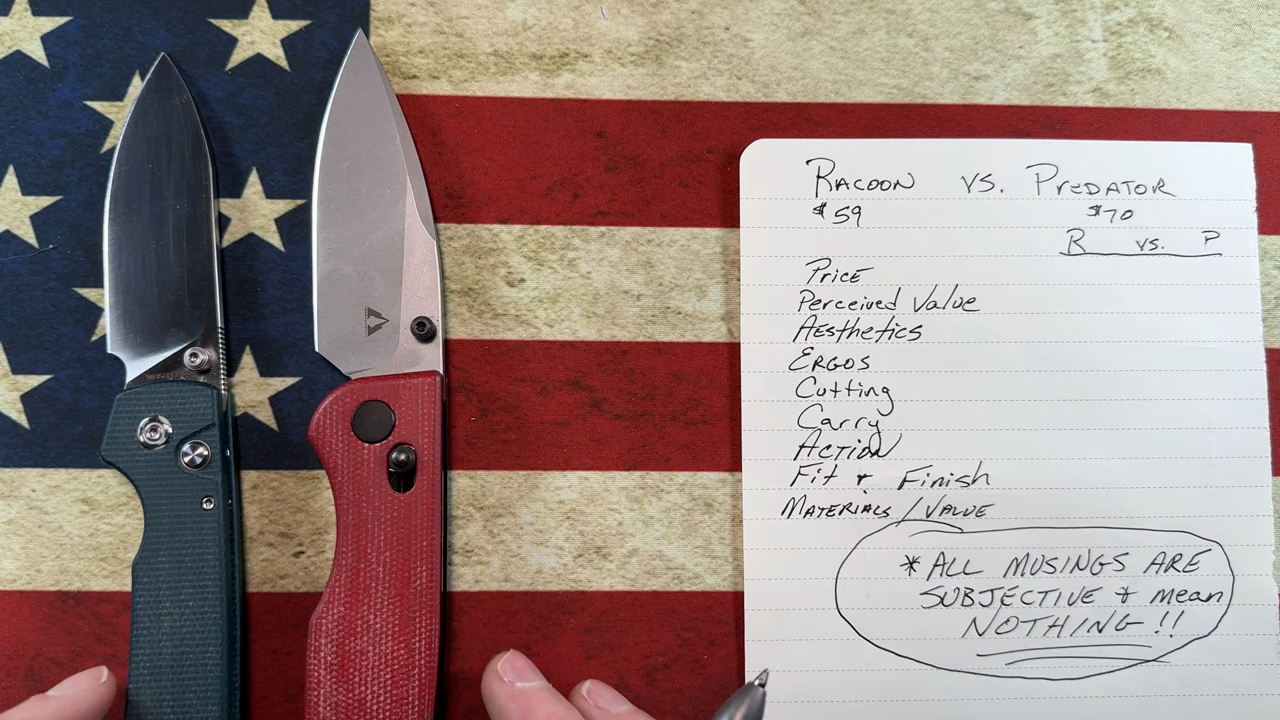 RACOON VS. PREDATOR
$59 $70
R VS. P
Price
Perceived Value
Aesthetics
ERGOS
Cutting
Carry
ACTION
Fit & Finish
MATERIALS/VALUE
* ALL MUSINGS ARE
SUBJECTIVE & mean
NOTHING!!